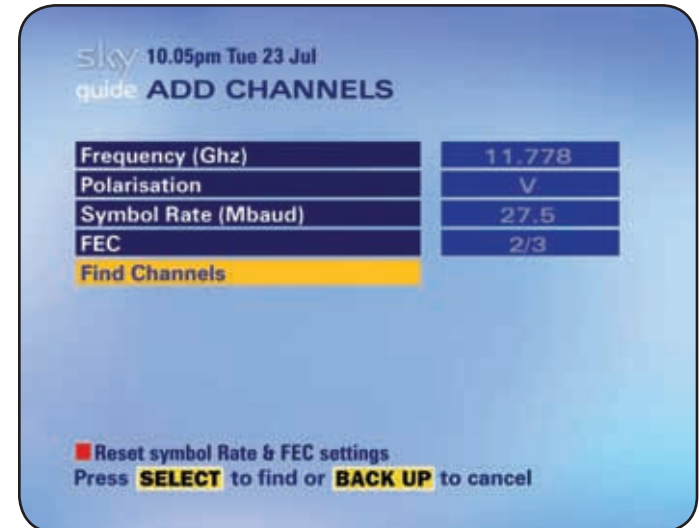 sky 10.05pm Tue 23 Jul
guide ADD CHANNELS
Frequency (Ghz) 11.778
Polarisation V
Symbol Rate (Mbaud) 27.5
FEC 2/3
Find Channels
Reset symbol Rate & FEC settings
Press SELECT to find or BACK UP to cancel